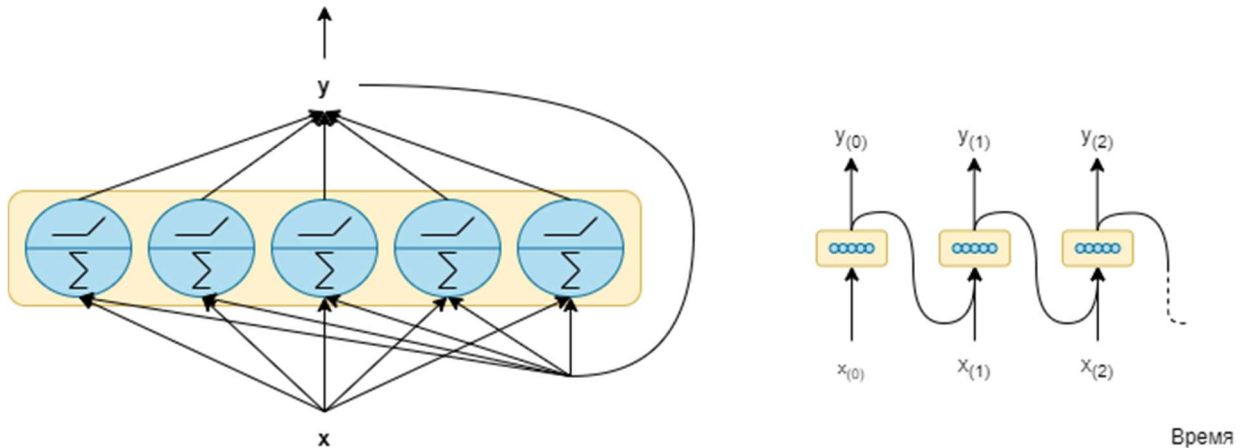 y
Σ Σ Σ Σ Σ
x
y(0) y(1) y(2)
x(0) x(1) x(2)
Время